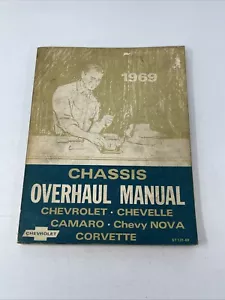 1969
CHASSIS
OVERHAUL MANUAL
CHEVROLET · CHEVELLE
CAMARO · Chevy NOVA
CORVETTE
CHEVROLET